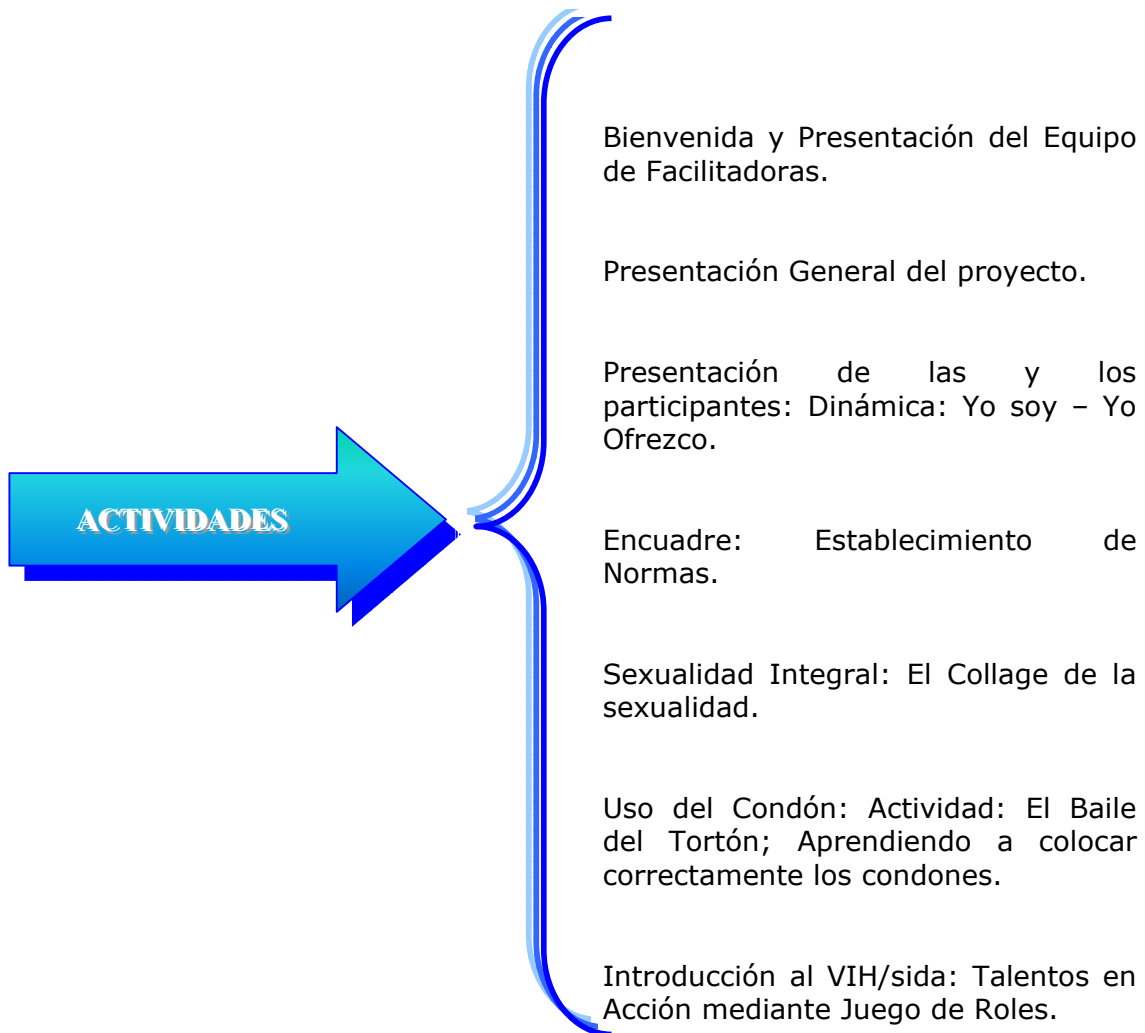 Bienvenida y Presentación del Equipo
de Facilitadoras.
Presentación General del proyecto.
Presentación de las y los
participantes: Dinámica: Yo soy – Yo
Ofrezco.
ACTIVIDADES
Encuadre: Establecimiento de
Normas.
Sexualidad Integral: El Collage de la
sexualidad.
Uso del Condón: Actividad: El Baile
del Tortón; Aprendiendo a colocar
correctamente los condones.
Introducción al VIH/sida: Talentos en
Acción mediante Juego de Roles.